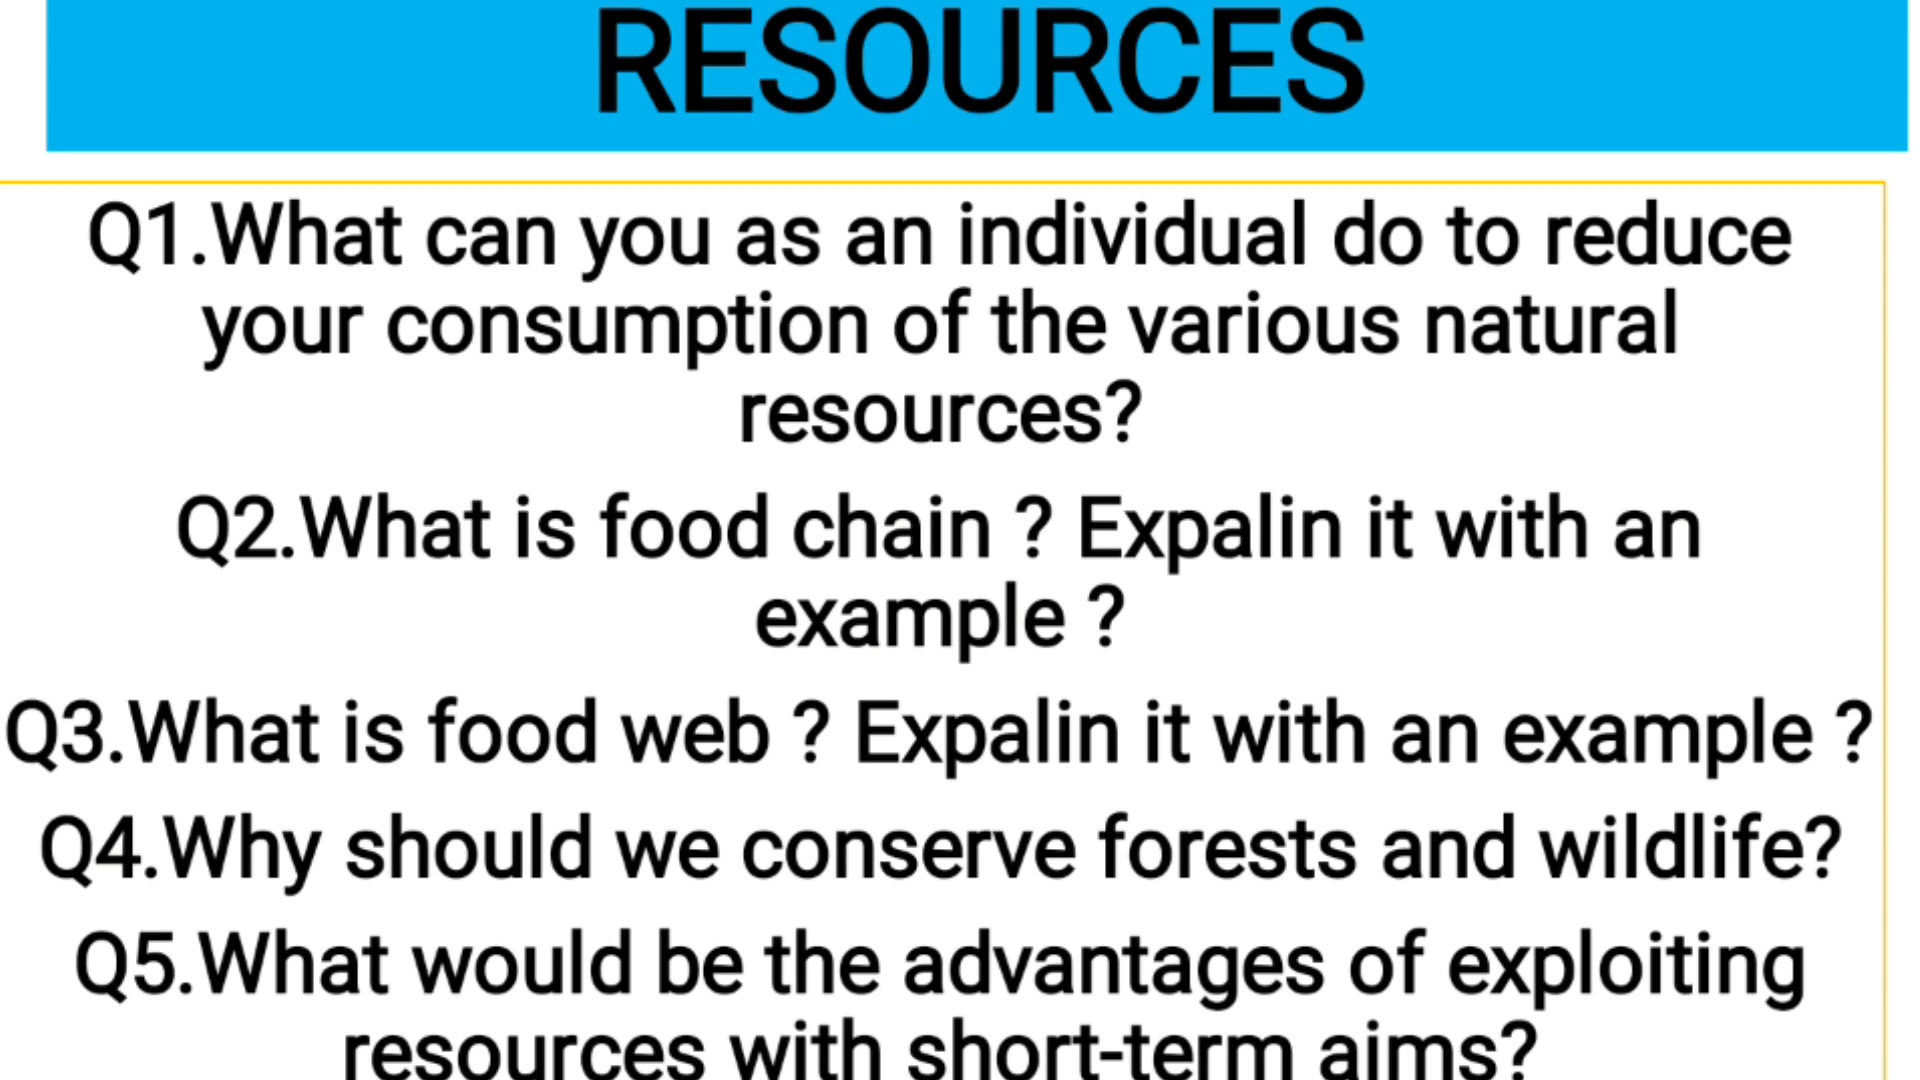 RESOURCES
Q1.What can you as an individual do to reduce
your consumption of the various natural
resources?
Q2.What is food chain ? Expalin it with an
example ?
Q3.What is food web ? Expalin it with an example ?
Q4.Why should we conserve forests and wildlife?
Q5.What would be the advantages of exploiting
resources with short-term aims?